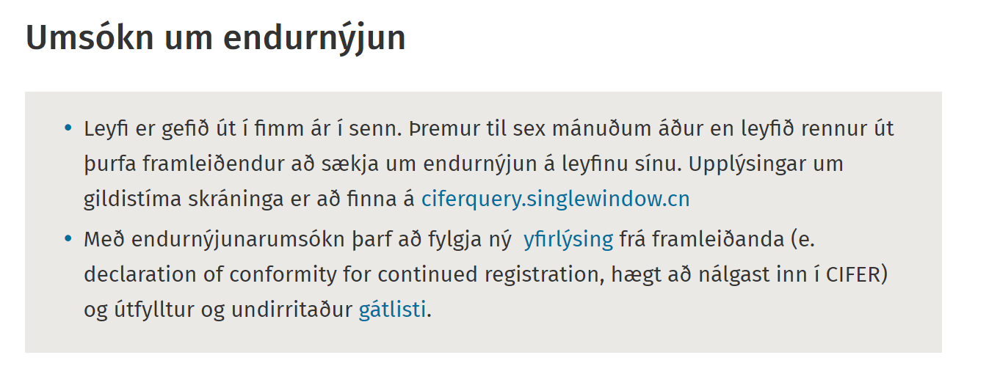 Umsókn um endurnýjun
• Leyfi er gefið út í fimm ár í senn. Þremur til sex mánuðum áður en leyfið rennur út
þurfa framleiðendur að sækja um endurnýjun á leyfinu sínu. Upplýsingar um
gildistíma skráninga er að finna á ciferquery.singlewindow.cn
• Með endurnýjunarumsókn þarf að fylgja ný yfirlýsing frá framleiðanda (e.
declaration of conformity for continued registration, hægt að nálgast inn í CIFER)
og útfylltur og undirritaður gátlisti.